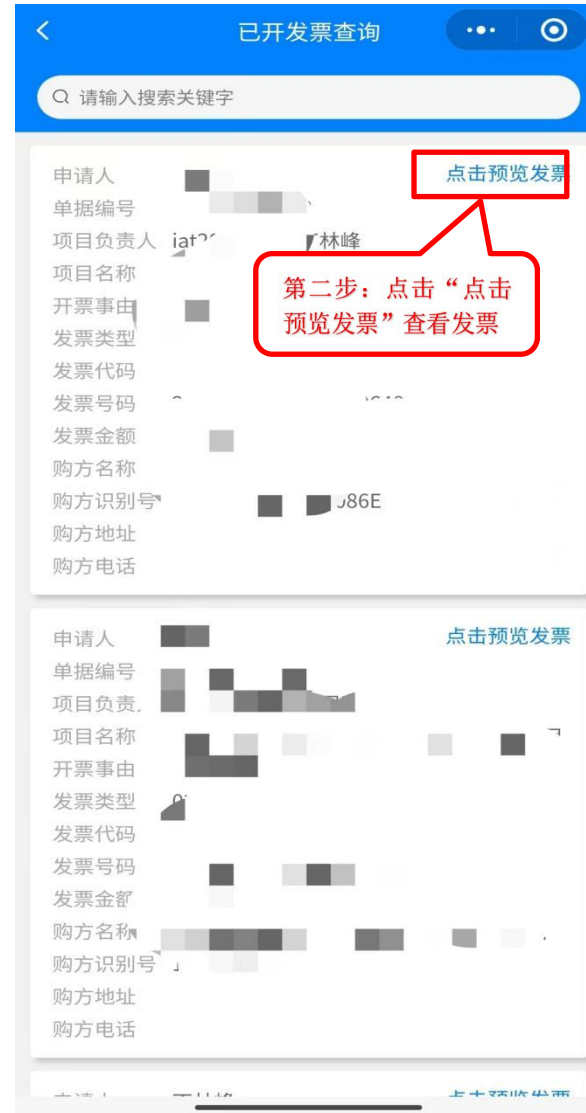 已开发票查询
请输入搜索关键字
申请人 点击预览发票
单据编号
项目负责人 林峰
项目名称
第二步：点击“点击
预览发票”查看发票
开票事由
发票类型
发票代码
发票号码
发票金额
购方名称
购方识别号 86E
购方地址
购方电话
申请人 点击预览发票
单据编号
项目负责
项目名称
开票事由
发票类型
发票代码
发票号码
发票金额
购方名称
购方识别号
购方地址
购方电话